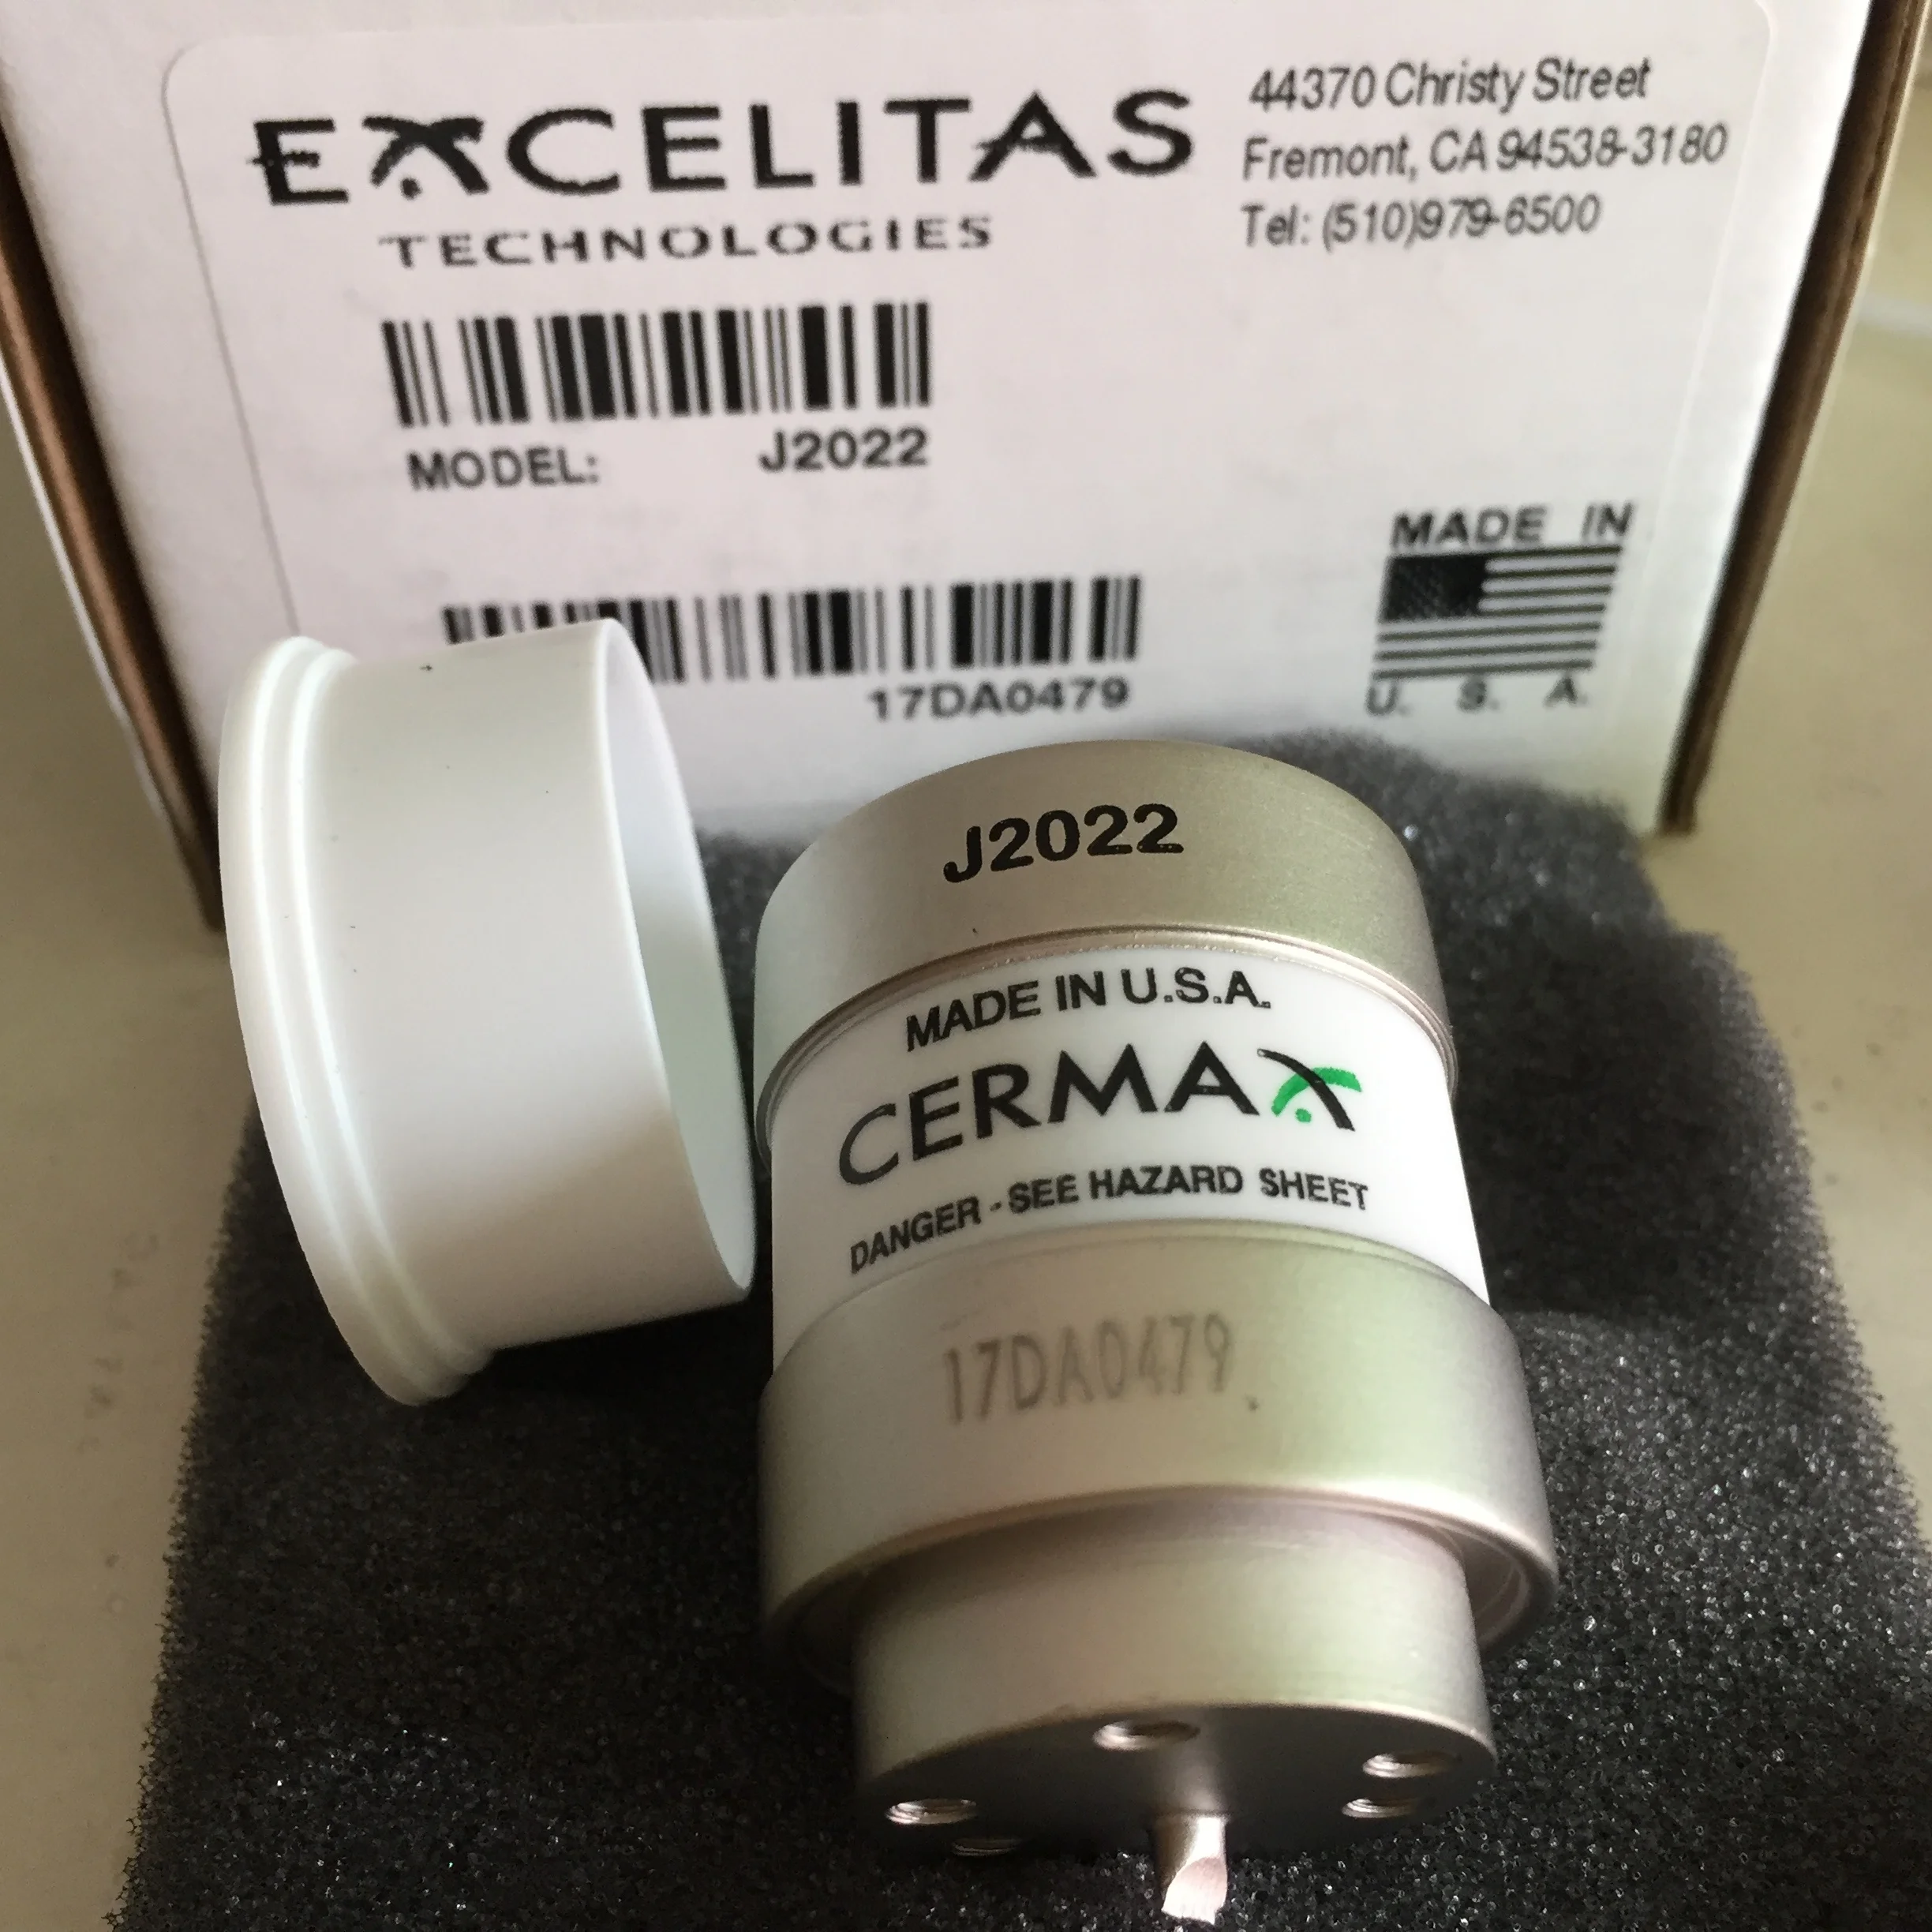 EXCELITAS
TECHNOLOGIES
44370 Christy Street
Fremont, CA 94538-3180
Tel: (510)979-6500
MODEL: J2022
17DA0479
MADE IN
U. S. A.
J2022
MADE IN U.S.A.
CERMAX
DANGER - SEE HAZARD SHEET
17DA0479